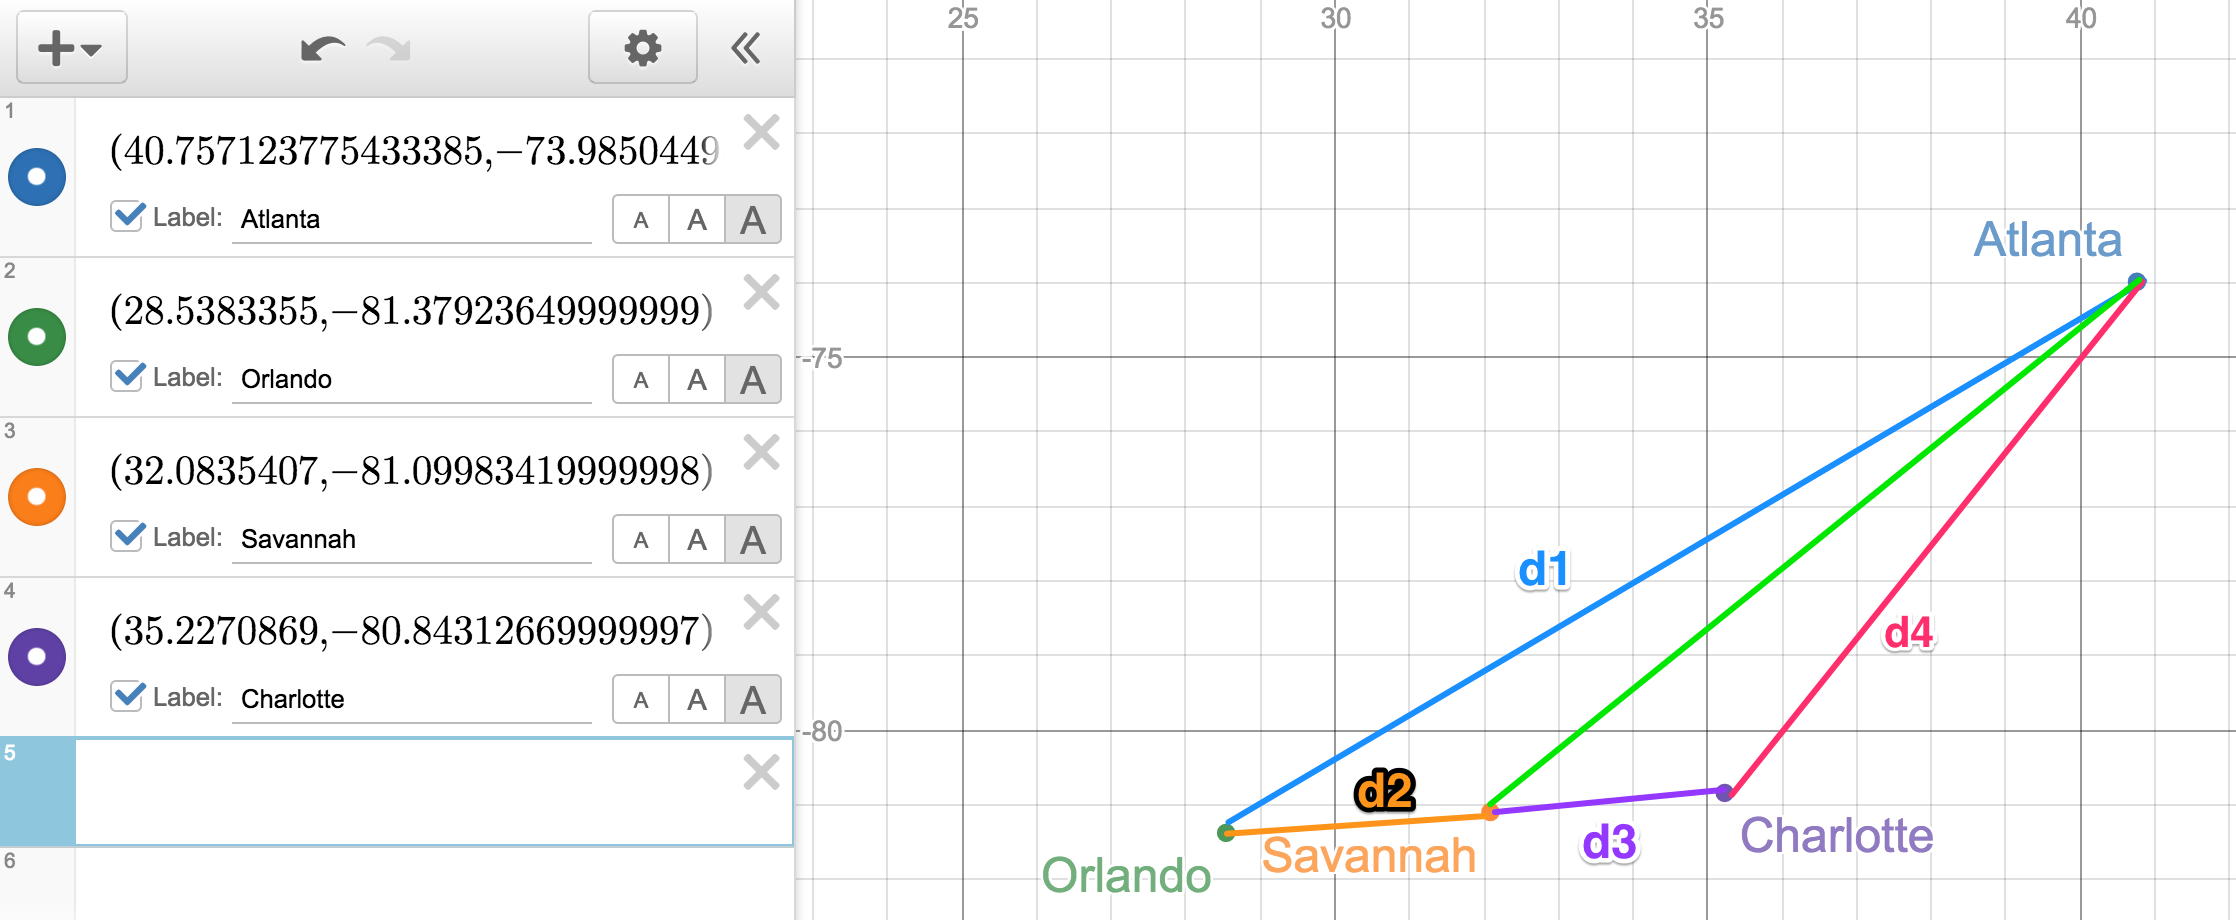 1
(40.757123775433385,−73.9850449
Label: Atlanta A A A
2
(28.5383355,−81.37923649999999)
Label: Orlando A A A
3
(32.0835407,−81.09983419999998)
Label: Savannah A A A
4
(35.2270869,−80.84312669999997)
Label: Charlotte A A A
5
6
25 30 35 40
Atlanta
-75
d1
d4
-80
d2
d3
Charlotte
Savannah
Orlando